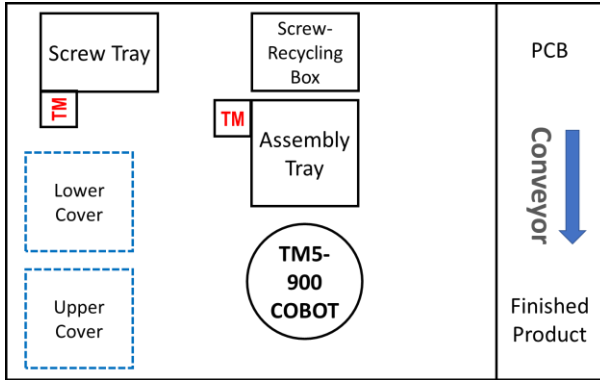 Screw Tray
TM
Screw-
Recycling
Box
TM
Assembly
Tray
Lower
Cover
Upper
Cover
TM5-
900
COBOT
PCB
Conveyor
Finished
Product